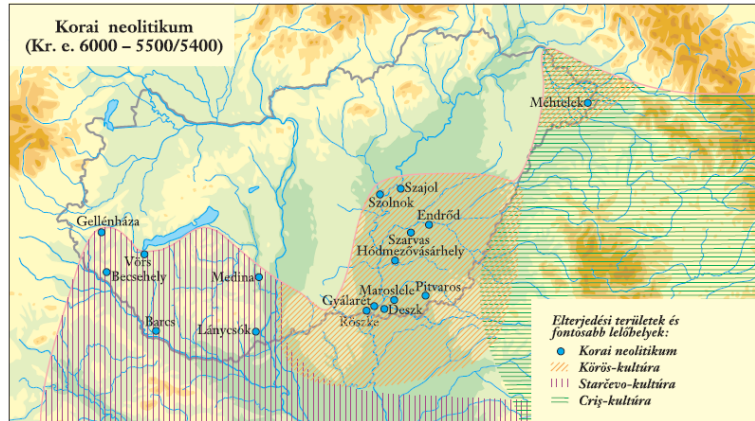 Korai neolitikum
(Kr. e. 6000 – 5500/5400)
Méhtelek
Szajol
Szolnok
Endrőd
Gellénháza
Szarvas
Vörs
Hódmezővásárhely
Becsehely
Medina
Maroslele
Pitvaros
Gyálarét
Deszk
Röszke
Barcs
Lánycsók
Elterjedési területek és
fontosabb lelőhelyek:
Korai neolitikum
Körös-kultúra
Starčevo-kultúra
Criş-kultúra